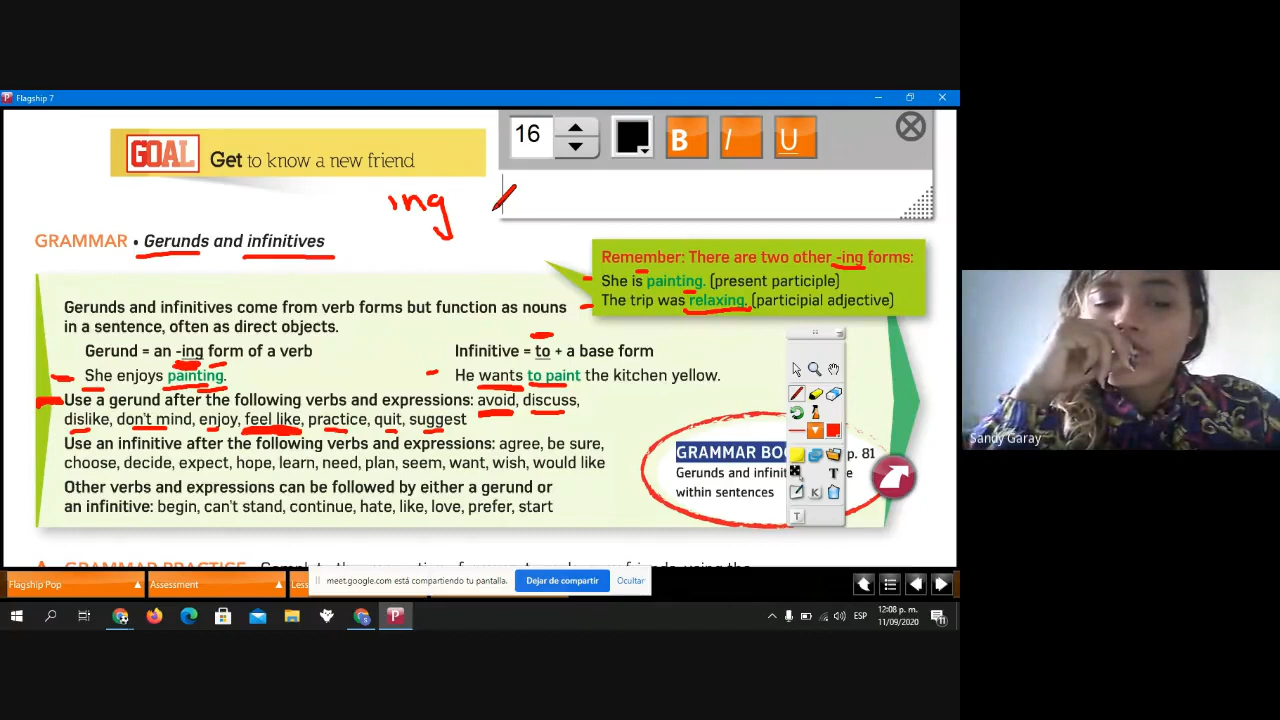 Flagship 7
GOAL Get to know a new friend
16 B I U
ing
GRAMMAR • Gerunds and infinitives
Remember: There are two other -ing forms:
She is painting. (present participle)
The trip was relaxing. (participial adjective)
Gerunds and infinitives come from verb forms but function as nouns
in a sentence, often as direct objects.
Gerund = an -ing form of a verb
Infinitive = to + a base form
She enjoys painting.
He wants to paint the kitchen yellow.
Use a gerund after the following verbs and expressions: avoid, discuss,
dislike, don't mind, enjoy, feel like, practice, quit, suggest
Use an infinitive after the following verbs and expressions: agree, be sure,
choose, decide, expect, hope, learn, need, plan, seem, want, wish, would like
Other verbs and expressions can be followed by either a gerund or
an infinitive: begin, can't stand, continue, hate, like, love, prefer, start
GRAMMAR p. 81
Gerunds and
within sentences
T
K
T
Sandy Garay
Flagship Pop
Assessment
meet.google.com está compartiendo tu pantalla.
Dejar de compartir
Ocultar
ESP
12:08 p. m.
11/09/2020